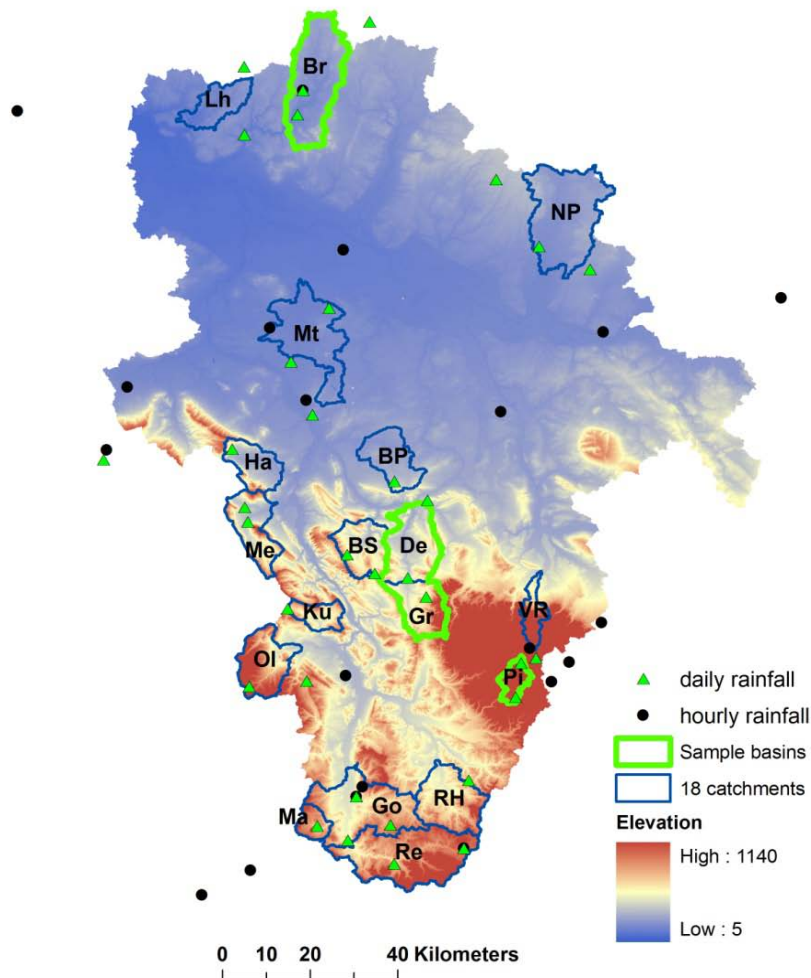 Br
Lh
NP
Mt
Ha
BP
Me
BS
De
Ku
Gr
VR
Ol
Pi
Ma
Go
RH
Re
daily rainfall
hourly rainfall
Sample basins
18 catchments
Elevation
High : 1140
Low : 5
0 10 20 40 Kilometers